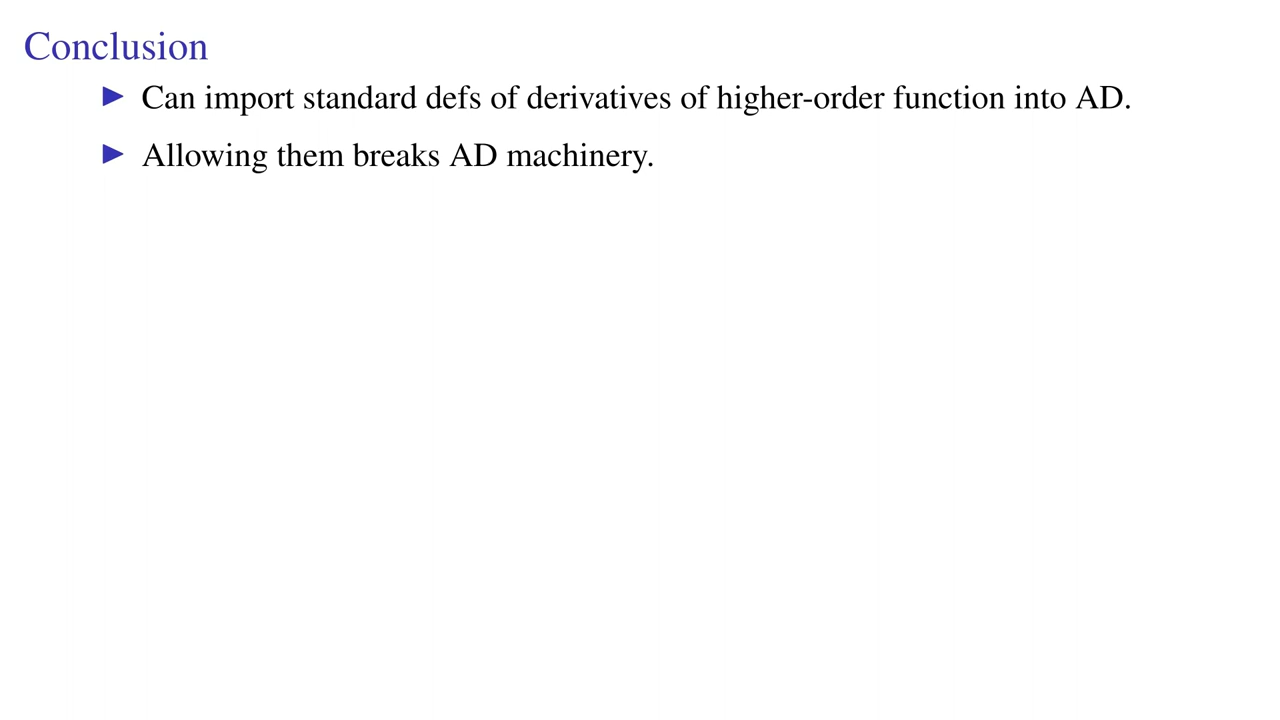 Conclusion
Can import standard defs of derivatives of higher-order function into AD.
Allowing them breaks AD machinery.